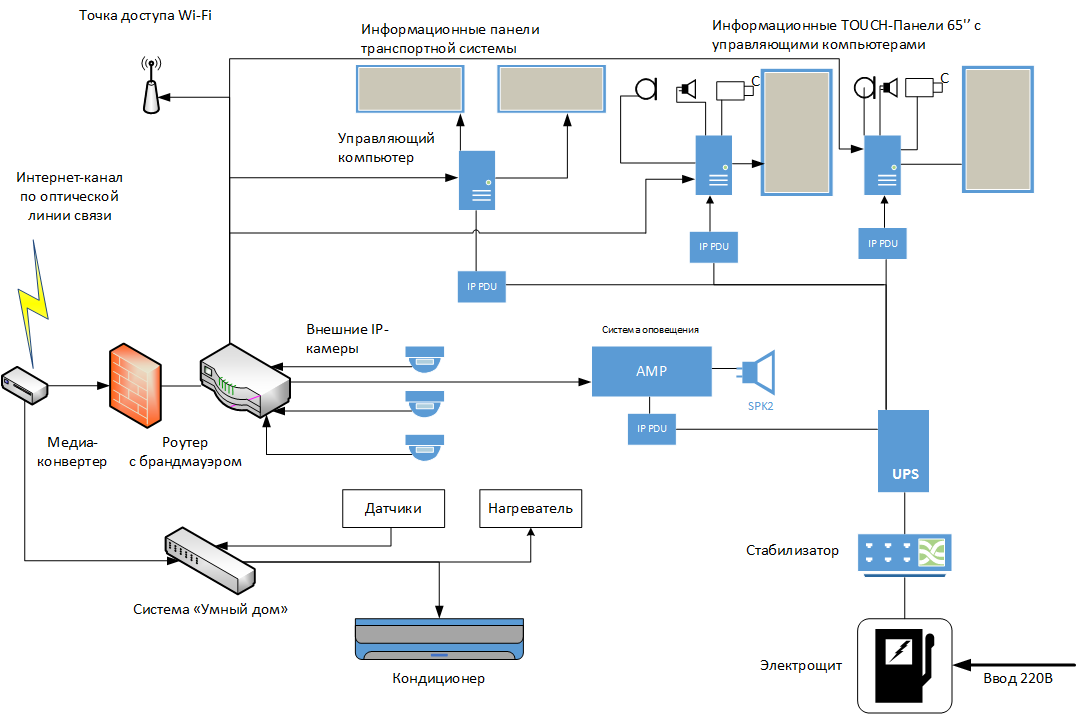 Точка доступа Wi-Fi
Информационные панели
транспортной системы
Информационные TOUCH-Панели 65'' с
управляющими компьютерами
С
С
Управляющий
компьютер
Интернет-канал
по оптической
линии связи
IP PDU
IP PDU
IP PDU
Внешние IP-
камеры
Система оповещения
AMP
SPK2
IP PDU
Медиа-
конвертер
Роутер
с брандмауэром
UPS
Датчики
Нагреватель
Стабилизатор
Система «Умный дом»
Электрощит
Ввод 220В
Кондиционер